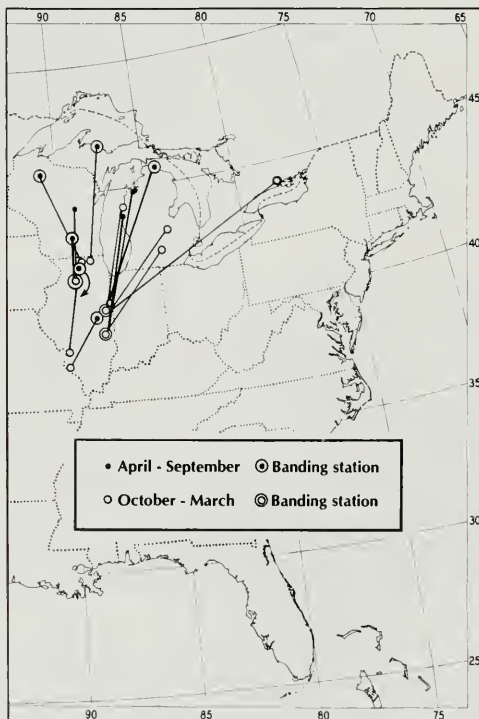 90 85 80 75 70 65
45
40
35
30
25
• April - September ⦿ Banding station
○ October - March ◎ Banding station
90 85 80 75